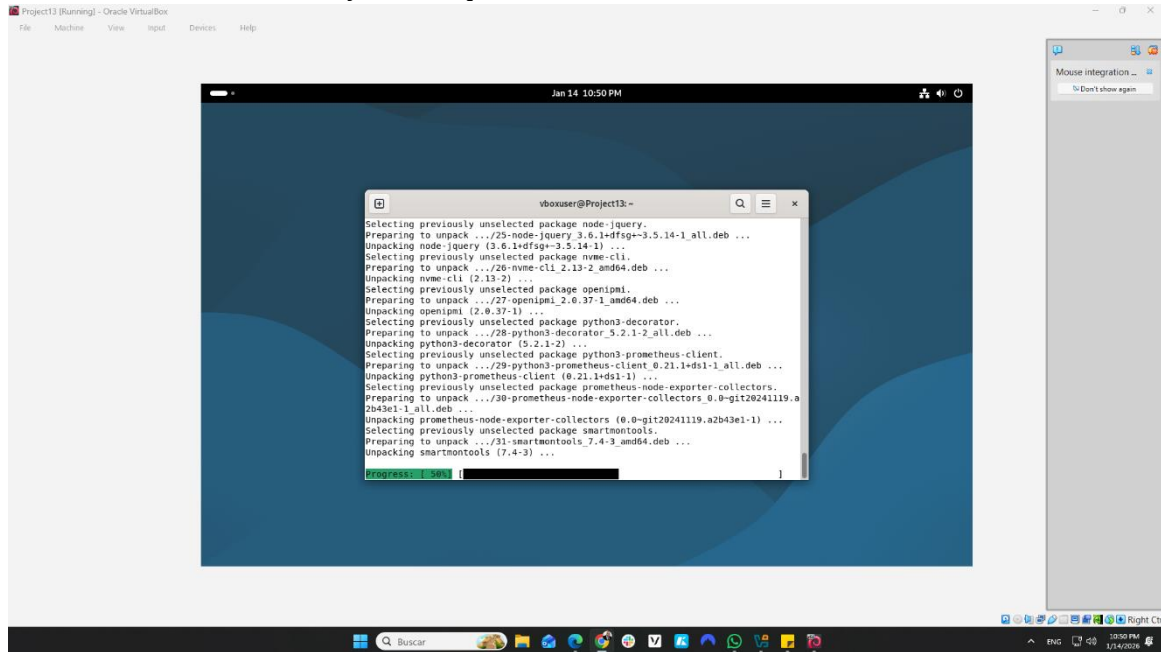 Project13 [Running] - Oracle VirtualBox
File Machine View Input Devices Help
Mouse integration ...
Don't show again
Jan 14 10:50 PM
vboxuser@Project13: ~
Selecting previously unselected package node-jquery.
Preparing to unpack .../25-node-jquery_3.6.1+dfsg+~3.5.14-1_all.deb ...
Unpacking node-jquery (3.6.1+dfsg+~3.5.14-1) ...
Selecting previously unselected package nvme-cli.
Preparing to unpack .../26-nvme-cli_2.13-2_amd64.deb ...
Unpacking nvme-cli (2.13-2) ...
Selecting previously unselected package openipmi.
Preparing to unpack .../27-openipmi_2.0.37-1_amd64.deb ...
Unpacking openipmi (2.0.37-1) ...
Selecting previously unselected package python3-decorator.
Preparing to unpack .../28-python3-decorator_5.2.1-2_all.deb ...
Unpacking python3-decorator (5.2.1-2) ...
Selecting previously unselected package python3-prometheus-client.
Preparing to unpack .../29-python3-prometheus-client_0.21.1+ds1-1_all.deb ...
Unpacking python3-prometheus-client (0.21.1+ds1-1) ...
Selecting previously unselected package prometheus-node-exporter-collectors.
Preparing to unpack .../30-prometheus-node-exporter-collectors_0.0~git20241119.a
2b43e1-1_all.deb ...
Unpacking prometheus-node-exporter-collectors (0.0~git20241119.a2b43e1-1) ...
Selecting previously unselected package smartmontools.
Preparing to unpack .../31-smartmontools_7.4-3_amd64.deb ...
Unpacking smartmontools (7.4-3) ...
Progress: [ 50%] [ ]
Right Ct
Buscar
ENG
10:50 PM
1/14/2026